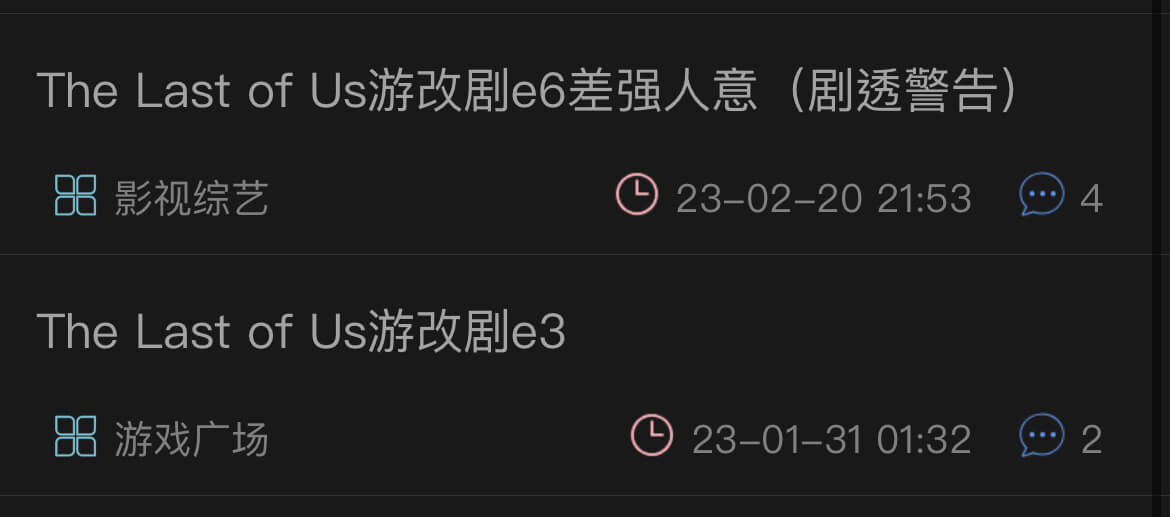 The Last of Us游改剧e6差强人意（剧透警告）
影视综艺 23-02-20 21:53 4
The Last of Us游改剧e3
游戏广场 23-01-31 01:32 2